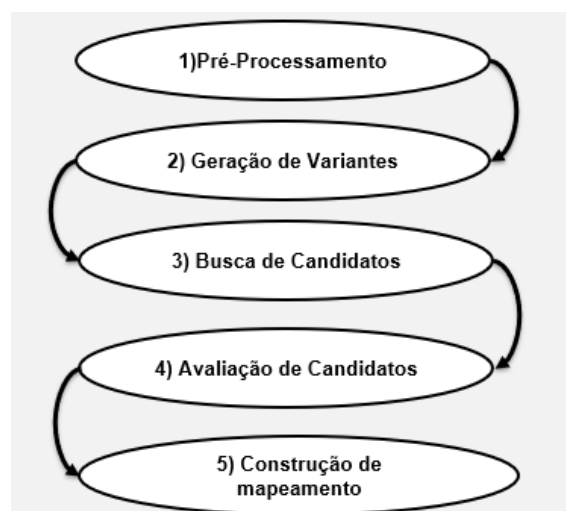 1)Pré-Processamento
2) Geração de Variantes
3) Busca de Candidatos
4) Avaliação de Candidatos
5) Construção de
mapeamento